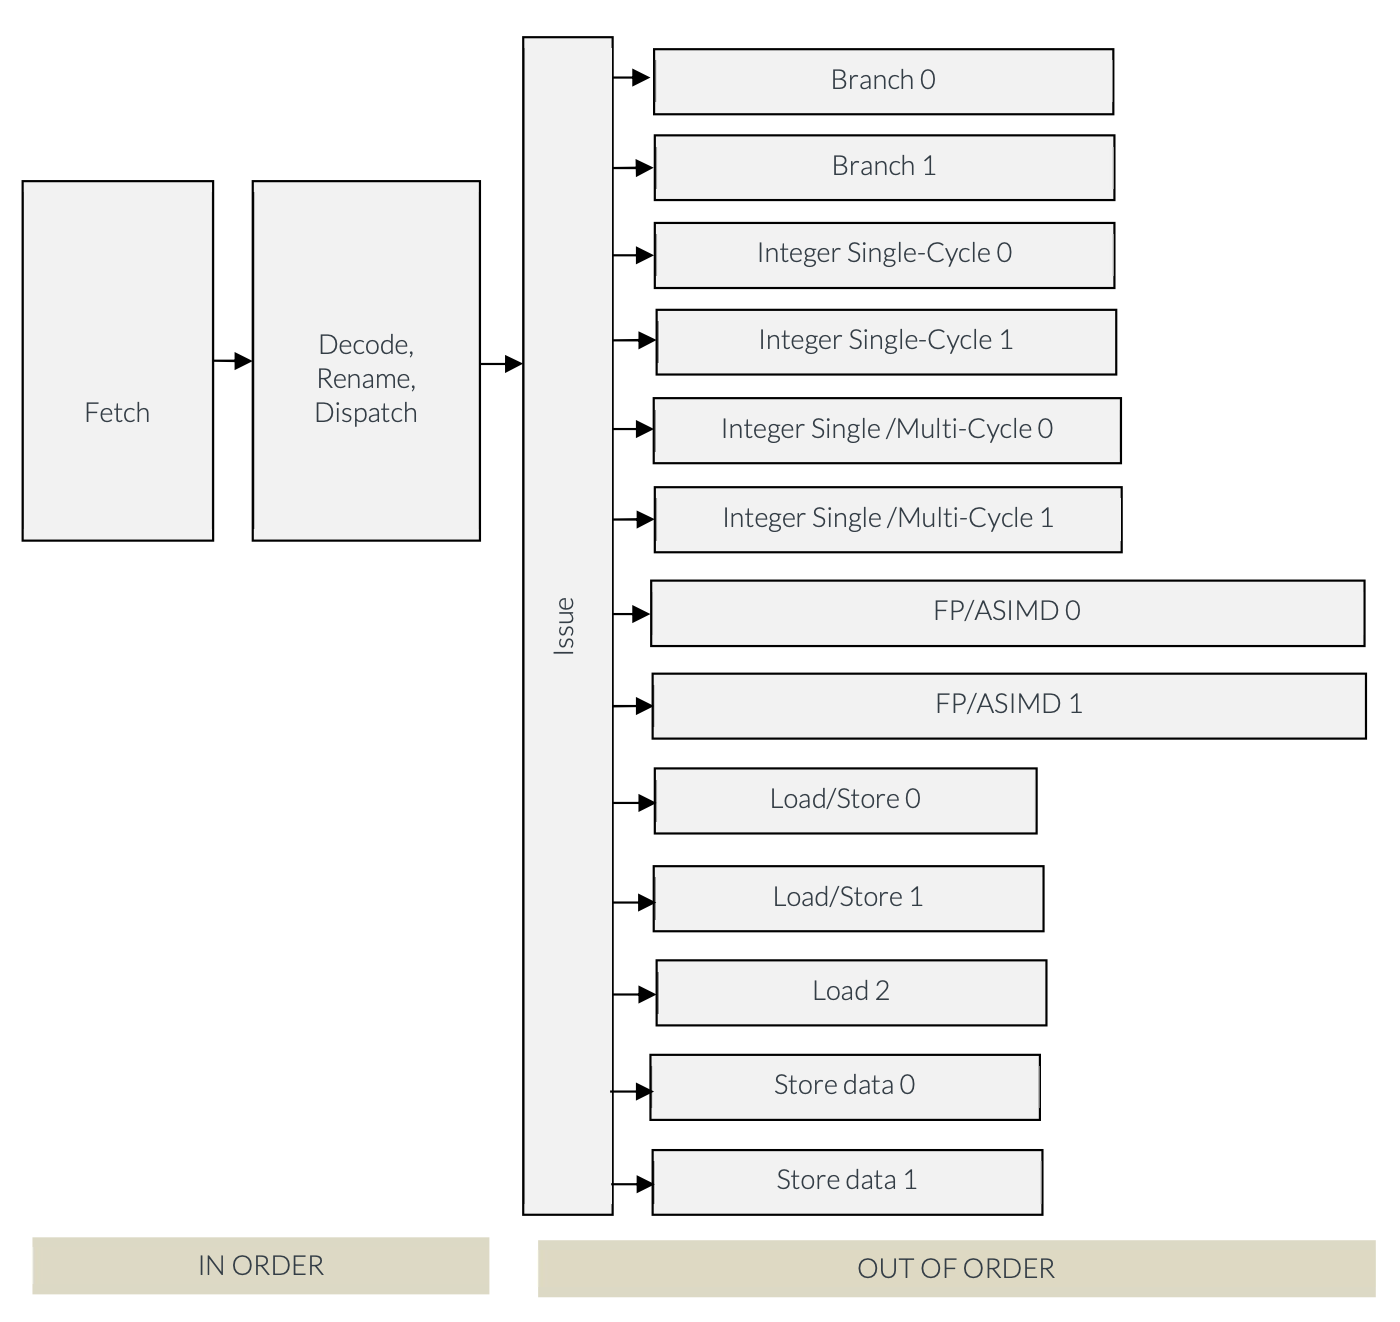 Fetch
Decode,
Rename,
Dispatch
Issue
Branch 0
Branch 1
Integer Single-Cycle 0
Integer Single-Cycle 1
Integer Single /Multi-Cycle 0
Integer Single /Multi-Cycle 1
FP/ASIMD 0
FP/ASIMD 1
Load/Store 0
Load/Store 1
Load 2
Store data 0
Store data 1
IN ORDER
OUT OF ORDER